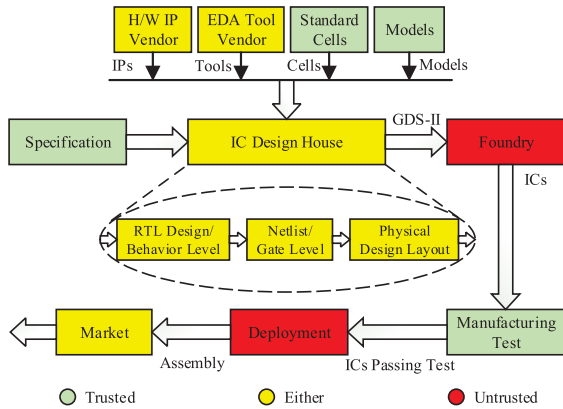 H/W IP
Vendor
EDA Tool
Vendor
Standard
Cells
Models
IPs
Tools
Cells
Models
GDS-II
Specification
IC Design House
Foundry
ICs
RTL Design/
Behavior Level
Netlist/
Gate Level
Physical
Design Layout
Market
Deployment
Manufacturing
Test
Assembly
ICs Passing Test
Trusted
Either
Untrusted